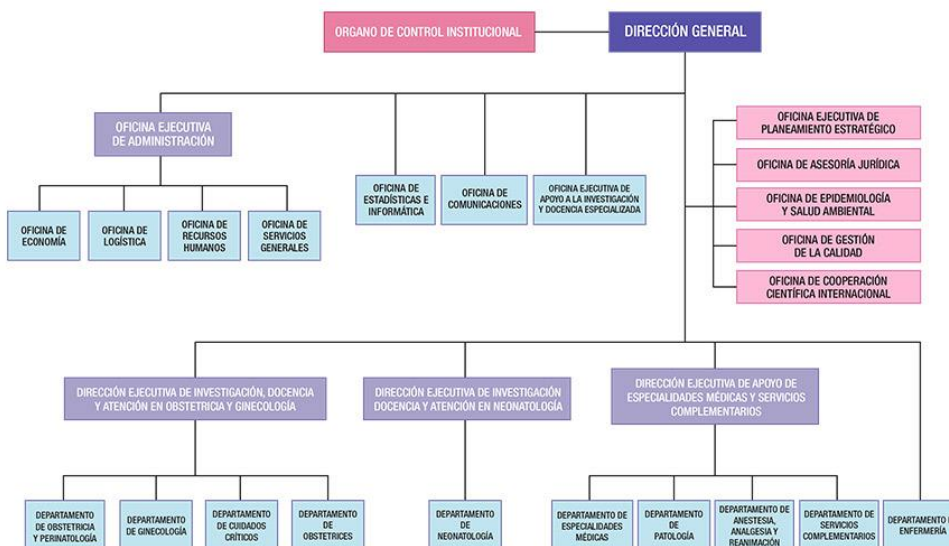 ORGANO DE CONTROL INSTITUCIONAL
DIRECCIÓN GENERAL
OFICINA EJECUTIVA
DE ADMINISTRACIÓN
OFICINA DE
ECONOMÍA
OFICINA DE
LOGÍSTICA
OFICINA DE
RECURSOS
HUMANOS
OFICINA DE
SERVICIOS
GENERALES
OFICINA DE
ESTADÍSTICAS E
INFORMÁTICA
OFICINA DE
COMUNICACIONES
OFICINA EJECUTIVA DE
APOYO A LA INVESTIGACIÓN
Y DOCENCIA ESPECIALIZADA
OFICINA EJECUTIVA DE
PLANEAMIENTO ESTRATÉGICO
OFICINA DE ASESORÍA JURÍDICA
OFICINA DE EPIDEMIOLOGÍA
Y SALUD AMBIENTAL
OFICINA DE GESTIÓN
DE LA CALIDAD
OFICINA DE COOPERACIÓN
CIENTÍFICA INTERNACIONAL
DIRECCIÓN EJECUTIVA DE INVESTIGACIÓN, DOCENCIA
Y ATENCIÓN EN OBSTETRICIA Y GINECOLOGÍA
DIRECCIÓN EJECUTIVA DE INVESTIGACIÓN
DOCENCIA Y ATENCIÓN EN NEONATOLOGÍA
DIRECCIÓN EJECUTIVA DE APOYO DE
ESPECIALIDADES MÉDICAS Y SERVICIOS
COMPLEMENTARIOS
DEPARTAMENTO
DE OBSTETRICIA
Y PERINATOLOGÍA
DEPARTAMENTO
DE GINECOLOGÍA
DEPARTAMENTO
DE CUIDADOS
CRÍTICOS
DEPARTAMENTO
DE
OBSTETRICES
DEPARTAMENTO
DE
NEONATOLOGÍA
DEPARTAMENTO DE
ESPECIALIDADES
MÉDICAS
DEPARTAMENTO
DE
PATOLOGÍA
DEPARTAMENTO DE
ANESTESIA,
ANALGESIA Y
REANIMACIÓN
DEPARTAMENTO DE
SERVICIOS
COMPLEMENTARIOS
DEPARTAMENTO DE
ENFERMERÍA